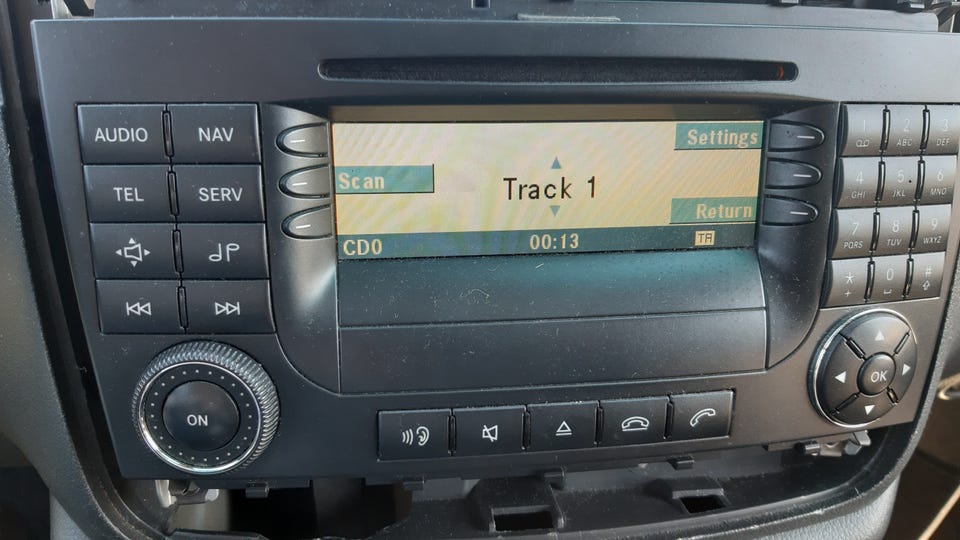 AUDIO NAV
TEL SERV
ON
Settings
Scan
Track 1
Return
CD0 00:13 TA
1 2 ABC 3 DEF
4 GHI 5 JKL 6 MNO
7 PQRS 8 TUV 9 WXYZ
* + 0 #
OK